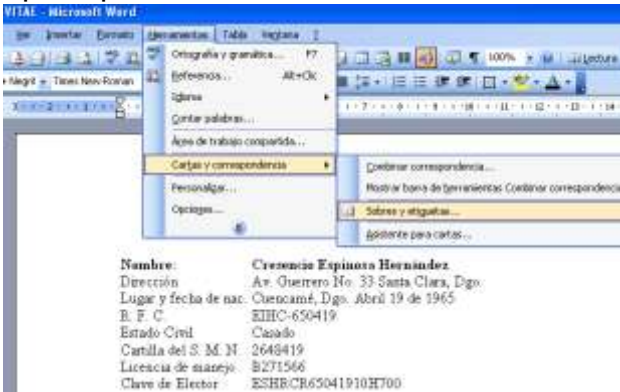 VITAE - Microsoft Word
Ver Insertar Formato Herramientas Tabla Ventana ?
100% Lectura
Negrit Times New Roman
Ortografía y gramática... F7
Referencia... Alt+Clic
Idioma
Contar palabras...
Área de trabajo compartida...
Cartas y correspondencia
Personalizar...
Opciones...
Combinar correspondencia...
Mostrar barra de herramientas Combinar correspondencia
Sobres y etiquetas...
Asistente para cartas...
Nombre: Cresencio Espinosa Hernández
Dirección Av. Guerrero No. 33 Santa Clara, Dgo.
Lugar y fecha de nac. Cuencamé, Dgo. Abril 19 de 1965
R. F. C. EIHC-650419
Estado Civil Casado
Cartilla del S. M. N. 2648419
Licencia de manejo B271566
Clave de Elector ESHRCR65041910H700